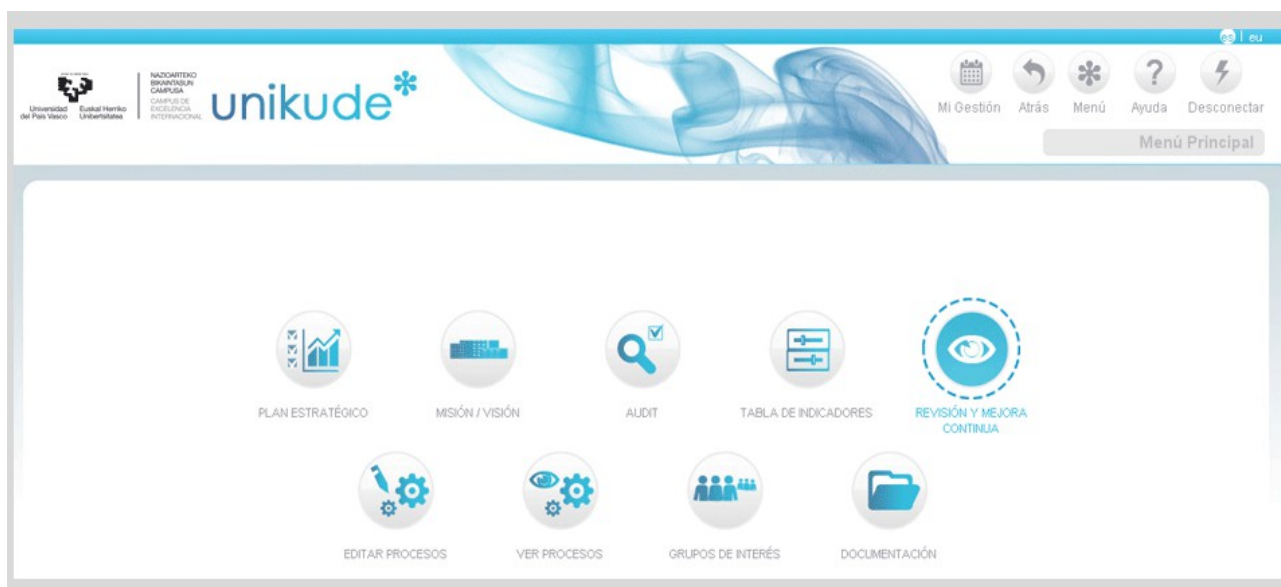 es | eu
Universidad del País Vasco
Euskal Herriko Unibertsitatea
NAZIOARTEKO
BIKAINTASUN
CAMPUSA
CAMPUS DE
EXCELENCIA
INTERNACIONAL
unikude*
Mi Gestión Atrás Menú Ayuda Desconectar
Menú Principal
PLAN ESTRATÉGICO MISIÓN / VISIÓN AUDIT TABLA DE INDICADORES REVISIÓN Y MEJORA
CONTINUA
EDITAR PROCESOS VER PROCESOS GRUPOS DE INTERÉS DOCUMENTACIÓN